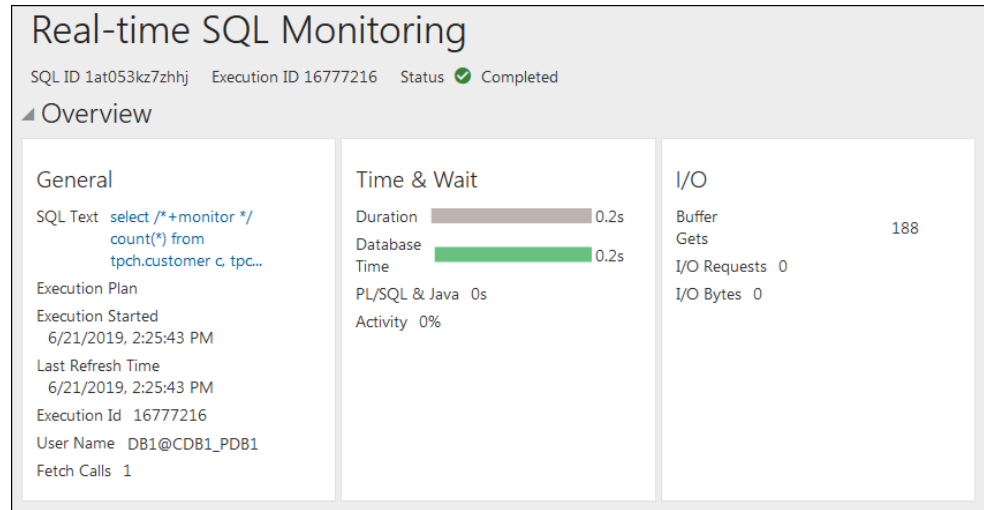 Real-time SQL Monitoring
SQL ID 1at053kz7zhhj Execution ID 16777216 Status Completed
Overview
General
SQL Text select /*+monitor */
count(*) from
tpch.customer c, tpc...
Execution Plan
Execution Started
6/21/2019, 2:25:43 PM
Last Refresh Time
6/21/2019, 2:25:43 PM
Execution Id 16777216
User Name DB1@CDB1_PDB1
Fetch Calls 1
Time & Wait
Duration 0.2s
Database
Time 0.2s
PL/SQL & Java 0s
Activity 0%
I/O
Buffer
Gets 188
I/O Requests 0
I/O Bytes 0